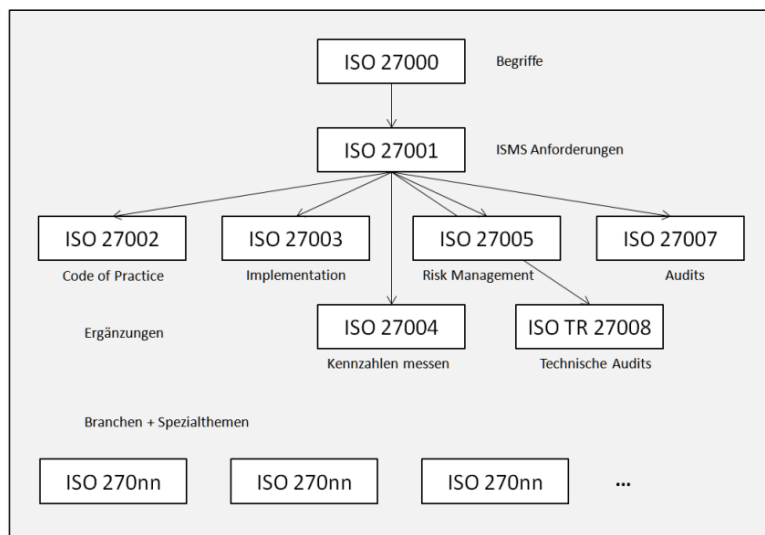 ISO 27000
Begriffe
ISO 27001
ISMS Anforderungen
ISO 27002
ISO 27003
ISO 27005
ISO 27007
Code of Practice
Implementation
Risk Management
Audits
Ergänzungen
ISO 27004
ISO TR 27008
Kennzahlen messen
Technische Audits
Branchen + Spezialthemen
ISO 270nn
ISO 270nn
ISO 270nn
...